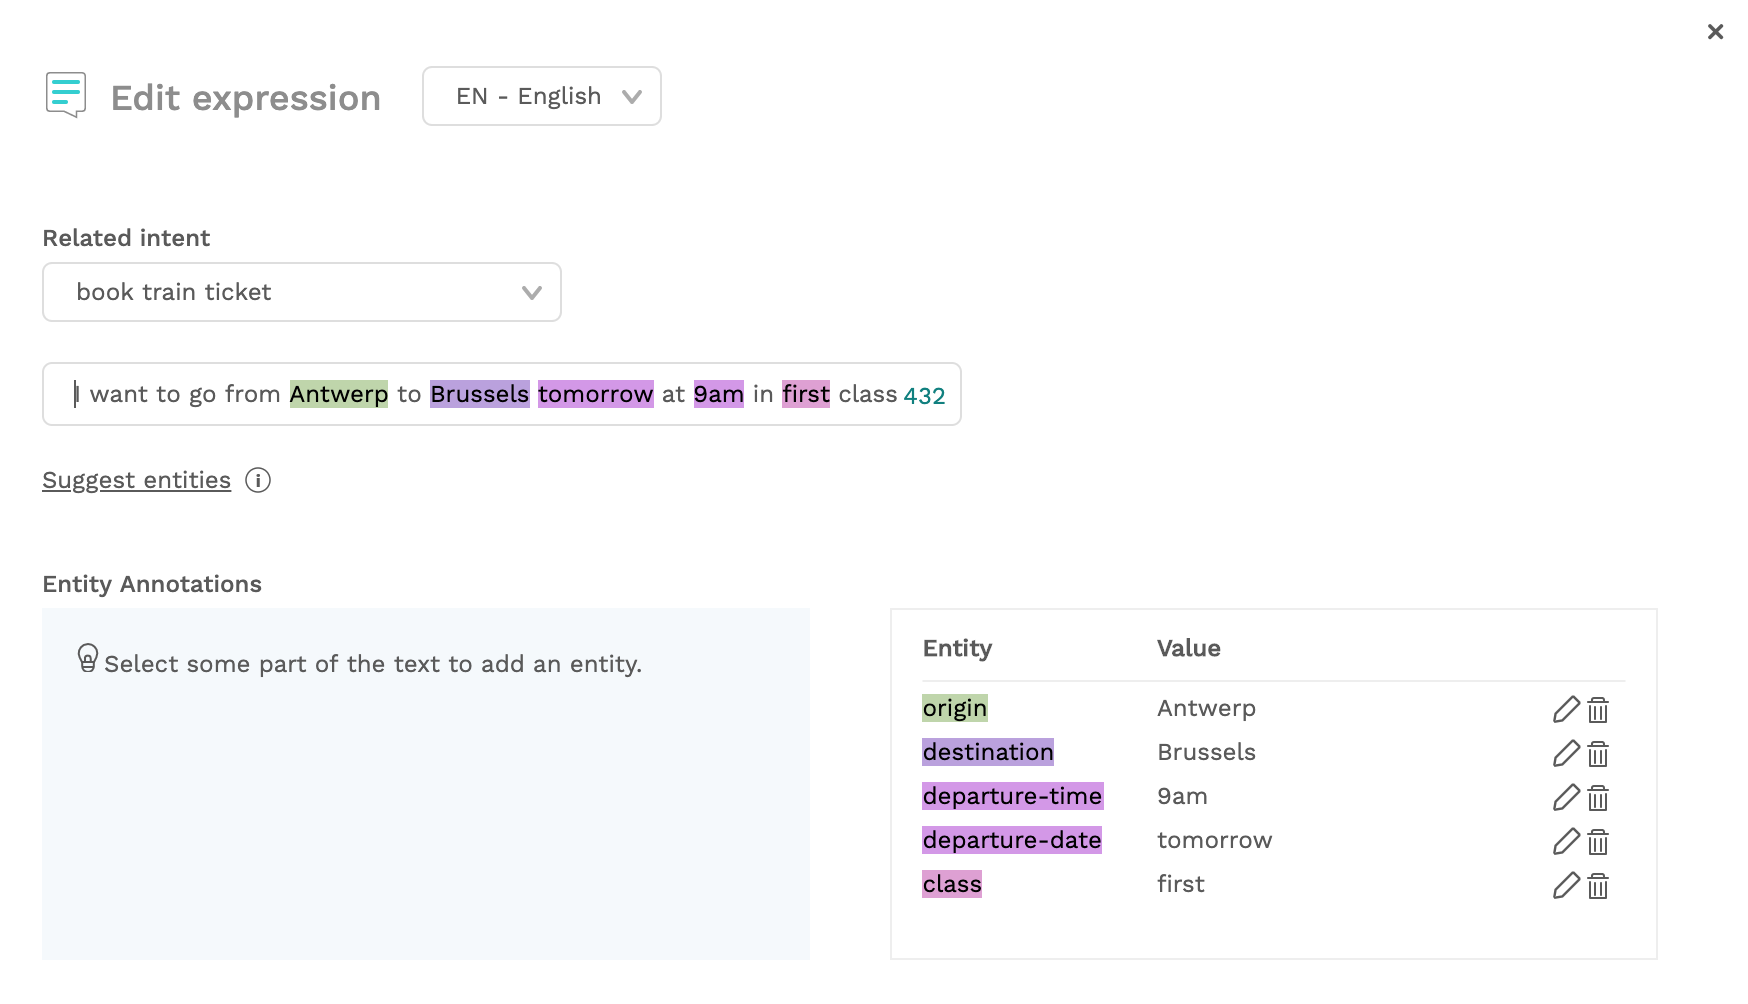 Edit expression
EN - English
Related intent
book train ticket
I want to go from Antwerp to Brussels tomorrow at 9am in first class 432
Suggest entities
Entity Annotations
Select some part of the text to add an entity.
Entity Value
origin Antwerp
destination Brussels
departure-time 9am
departure-date tomorrow
class first